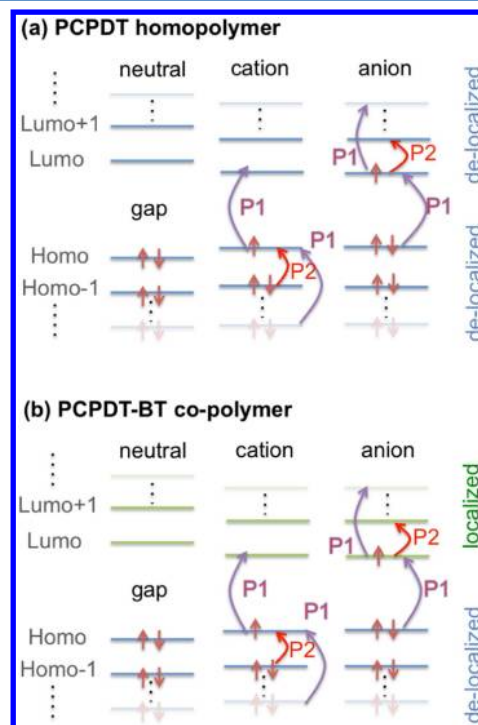 (a) PCPDT homopolymer
neutral cation anion
Lumo+1
Lumo
P1
P1
P2
P1
gap
Homo
P1
P2
Homo-1
de-localized
de-localized
(b) PCPDT-BT co-polymer
neutral cation anion
Lumo+1
Lumo
P1
P1
P2
P1
gap
Homo
P1
P2
Homo-1
localized
de-localized